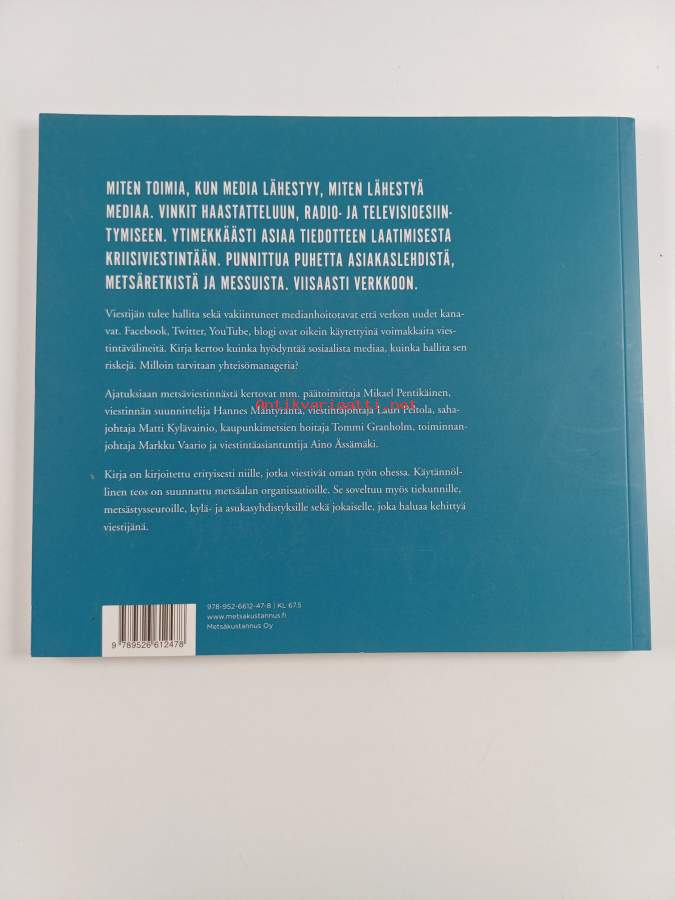 MITEN TOIMIA, KUN MEDIA LÄHESTYY, MITEN LÄHESTYÄ
MEDIAA. VINKIT HAASTATTELUUN, RADIO- JA TELEVISIOESIIN-
TYMISEEN. YTIMEKKÄÄSTI ASIAA TIEDOTTEEN LAATIMISESTA
KRIISIVIESTINTÄÄN. PUNNITTUA PUHETTA ASIAKASLEHDISTÄ,
METSÄRETKISTÄ JA MESSUISTA. VIISAASTI VERKKOON.
Viestijän tulee hallita sekä vakiintuneet medianhoitotavat että verkon uudet kana-
vat. Facebook, Twitter, YouTube, blogi ovat oikein käytettyinä voimakkaita vies-
tintävälineitä. Kirja kertoo kuinka hyödyntää sosiaalista mediaa, kuinka hallita sen
riskejä. Milloin tarvitaan yhteisömanageria?
Ajatuksiaan metsäviestinnästä kertovat mm. päätoimittaja Mikael Pentikäinen,
Antikvariaatti.net
viestinnän suunnittelija Hannes Mäntyranta, viestintäjohtaja Lauri Peltola, saha-
johtaja Matti Kylävainio, kaupunkimetsien hoitaja Tommi Granholm, toiminnan-
johtaja Markku Vaario ja viestintäasiantuntija Aino Ässämäki.
Kirja on kirjoitettu erityisesti niille, jotka viestivät oman työn ohessa. Käytännöl-
linen teos on suunnattu metsäalan organisaatioille. Se soveltuu myös tiekunnille,
metsästysseuroille, kylä- ja asukasyhdistyksille sekä jokaiselle, joka haluaa kehittyä
viestijänä.
978-952-6612-47-8 | KL 67.5
www.metsakustannus.fi
Metsäkustannus Oy
9 789526 612478